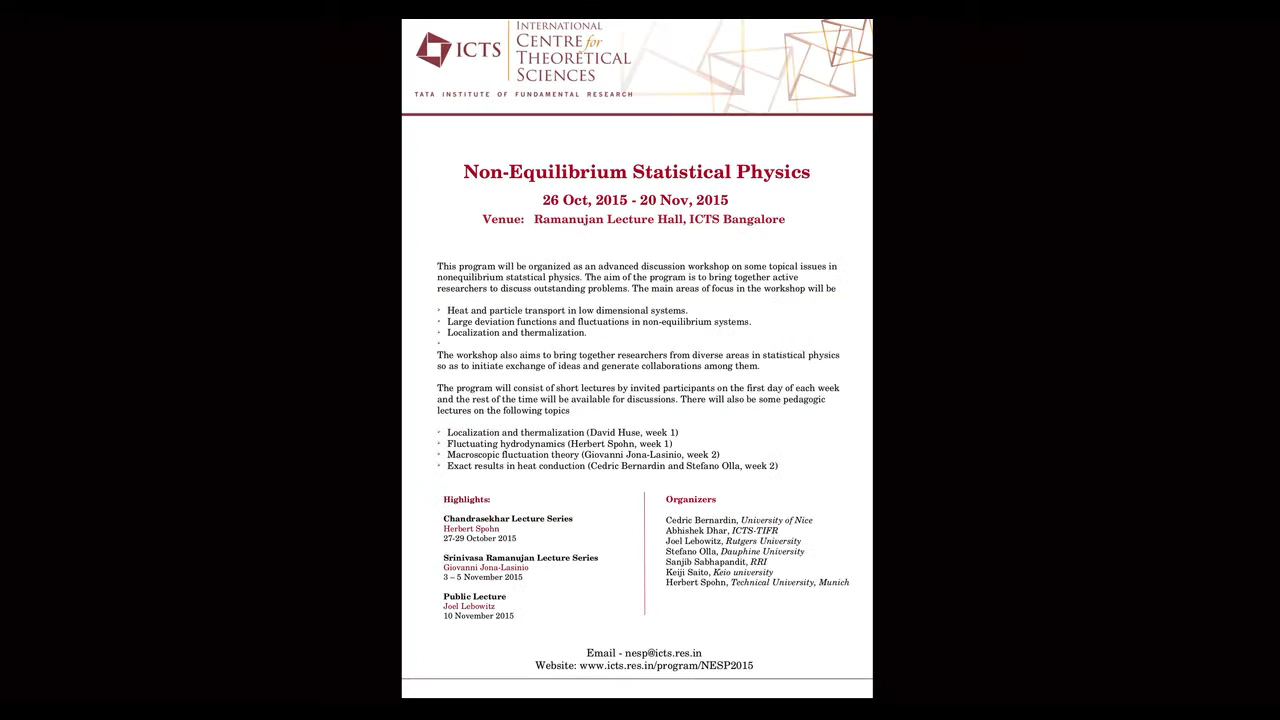 ICTS
INTERNATIONAL
CENTRE for
THEORETICAL
SCIENCES
TATA INSTITUTE OF FUNDAMENTAL RESEARCH
Non-Equilibrium Statistical Physics
26 Oct, 2015 - 20 Nov, 2015
Venue: Ramanujan Lecture Hall, ICTS Bangalore
This program will be organized as an advanced discussion workshop on some topical issues in
nonequilibrium statstical physics. The aim of the program is to bring together active
researchers to discuss outstanding problems. The main areas of focus in the workshop will be
Heat and particle transport in low dimensional systems.
Large deviation functions and fluctuations in non-equilibrium systems.
Localization and thermalization.
The workshop also aims to bring together researchers from diverse areas in statistical physics
so as to initiate exchange of ideas and generate collaborations among them.
The program will consist of short lectures by invited participants on the first day of each week
and the rest of the time will be available for discussions. There will also be some pedagogic
lectures on the following topics
Localization and thermalization (David Huse, week 1)
Fluctuating hydrodynamics (Herbert Spohn, week 1)
Macroscopic fluctuation theory (Giovanni Jona-Lasinio, week 2)
Exact results in heat conduction (Cedric Bernardin and Stefano Olla, week 2)
Highlights:
Chandrasekhar Lecture Series
Herbert Spohn
27-29 October 2015
Srinivasa Ramanujan Lecture Series
Giovanni Jona-Lasinio
3 – 5 November 2015
Public Lecture
Joel Lebowitz
10 November 2015
Organizers
Cedric Bernardin, University of Nice
Abhishek Dhar, ICTS-TIFR
Joel Lebowitz, Rutgers University
Stefano Olla, Dauphine University
Sanjib Sabhapandit, RRI
Keiji Saito, Keio university
Herbert Spohn, Technical University, Munich
Email - nesp@icts.res.in
Website: www.icts.res.in/program/NESP2015